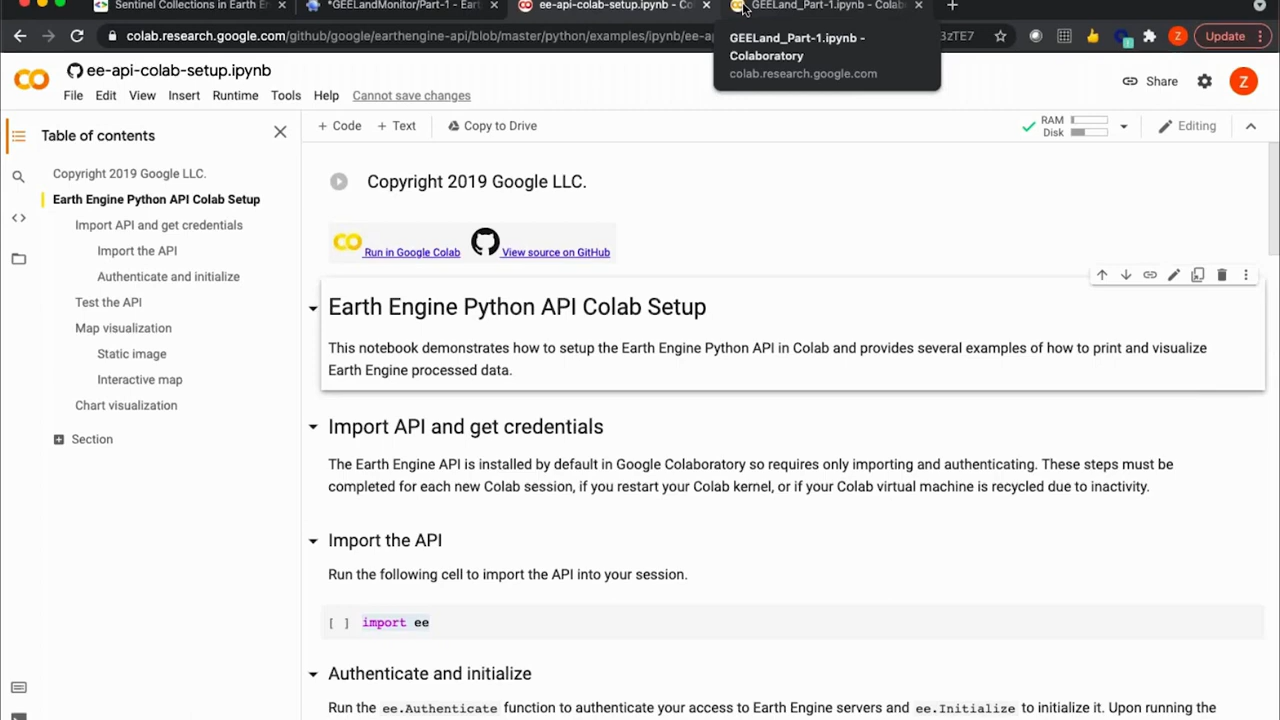 Sentinel Collections in Earth E
*GEELandMonitor/Part-1 - Eart
ee-api-colab-setup.ipynb - Co
GEELand_Part-1.ipynb - Colab
colab.research.google.com/github/google/earthengine-api/blob/master/python/examples/ipynb/ee-a
3zTE7
Z
Update
GEELand_Part-1.ipynb -
Colaboratory
colab.research.google.com
ee-api-colab-setup.ipynb
Share
Z
File Edit View Insert Runtime Tools Help Cannot save changes
Table of contents
+ Code + Text Copy to Drive
RAM
Disk
Editing
Copyright 2019 Google LLC.
Earth Engine Python API Colab Setup
Import API and get credentials
Import the API
Authenticate and initialize
Test the API
Map visualization
Static image
Interactive map
Chart visualization
Section
Copyright 2019 Google LLC.
Run in Google Colab View source on GitHub
Earth Engine Python API Colab Setup
This notebook demonstrates how to setup the Earth Engine Python API in Colab and provides several examples of how to print and visualize
Earth Engine processed data.
Import API and get credentials
The Earth Engine API is installed by default in Google Colaboratory so requires only importing and authenticating. These steps must be
completed for each new Colab session, if you restart your Colab kernel, or if your Colab virtual machine is recycled due to inactivity.
Import the API
Run the following cell to import the API into your session.
[ ] import ee
Authenticate and initialize
Run the ee.Authenticate function to authenticate your access to Earth Engine servers and ee.Initialize to initialize it. Upon running the